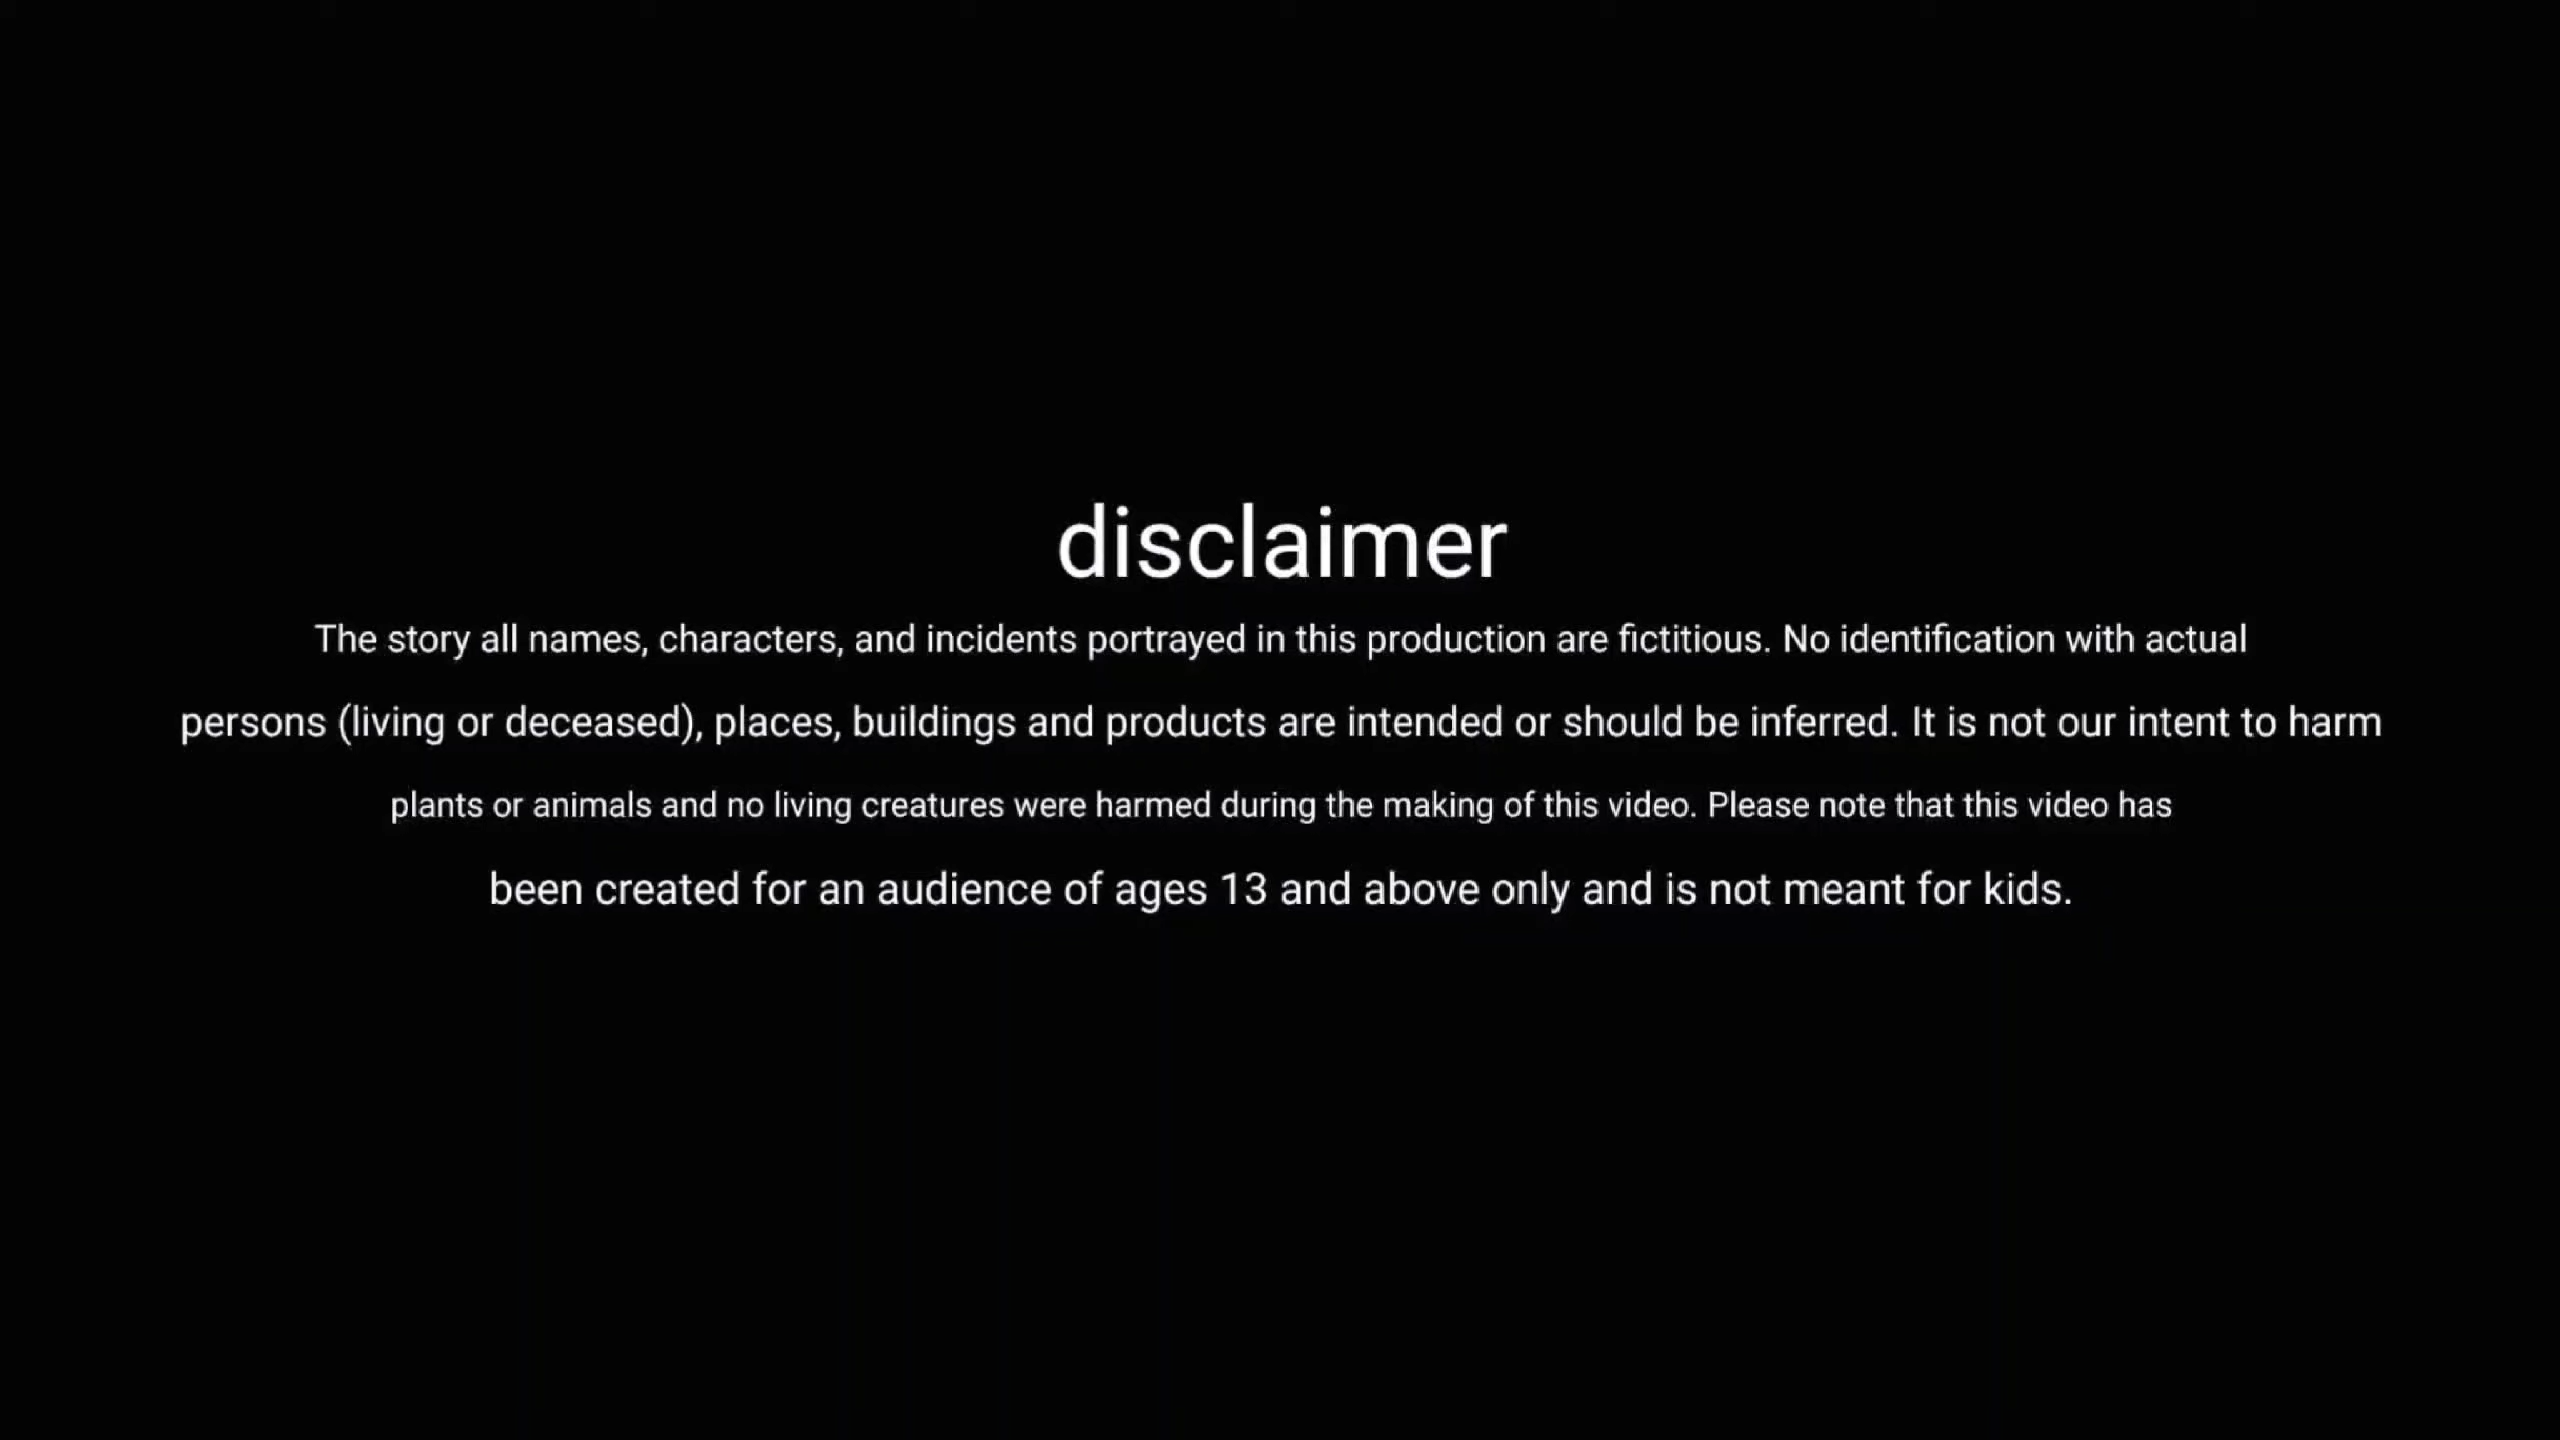 disclaimer
The story all names, characters, and incidents portrayed in this production are fictitious. No identification with actual
persons (living or deceased), places, buildings and products are intended or should be inferred. It is not our intent to harm
plants or animals and no living creatures were harmed during the making of this video. Please note that this video has
been created for an audience of ages 13 and above only and is not meant for kids.